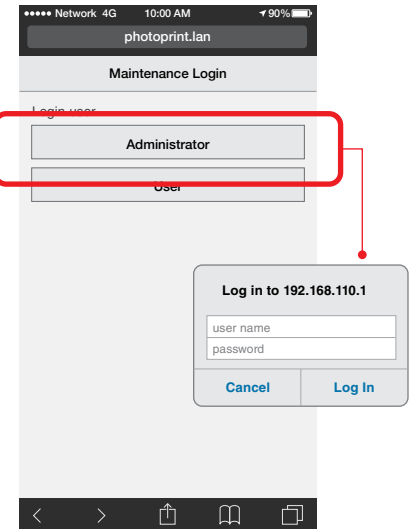 Network 4G 10:00 AM 90%
photoprint.lan
Maintenance Login
Login user
Administrator
User
Log in to 192.168.110.1
user name
password
Cancel Log In